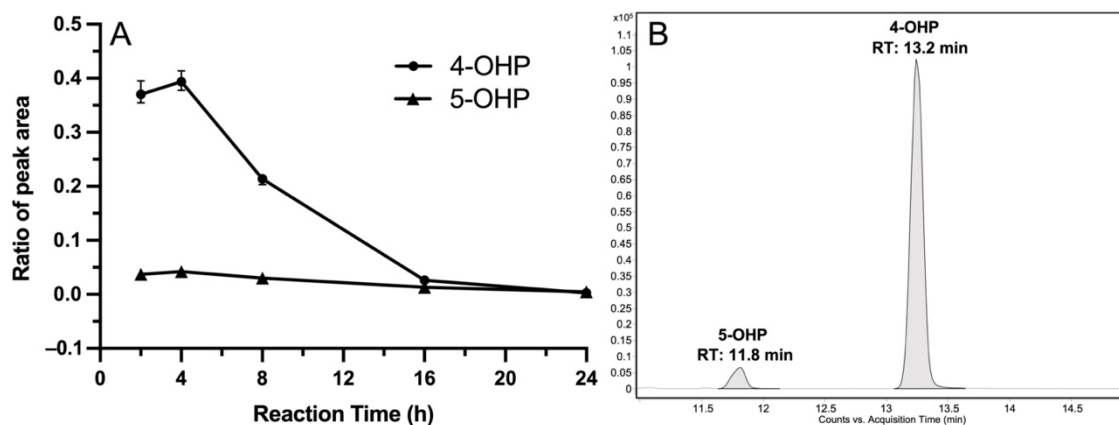 A
0.5
0.4
0.3
0.2
0.1
0.0
–0.1
Ratio of peak area
4-OHP
5-OHP
0 4 8 12 16 20 24
Reaction Time (h)
B
x10⁵
1.1
1.05
1
0.95
0.9
0.85
0.8
0.75
0.7
0.65
0.6
0.55
0.5
0.45
0.4
0.35
0.3
0.25
0.2
0.15
0.1
0.05
0
4-OHP
RT: 13.2 min
5-OHP
RT: 11.8 min
11.5 12 12.5 13 13.5 14 14.5
Counts vs. Acquisition Time (min)